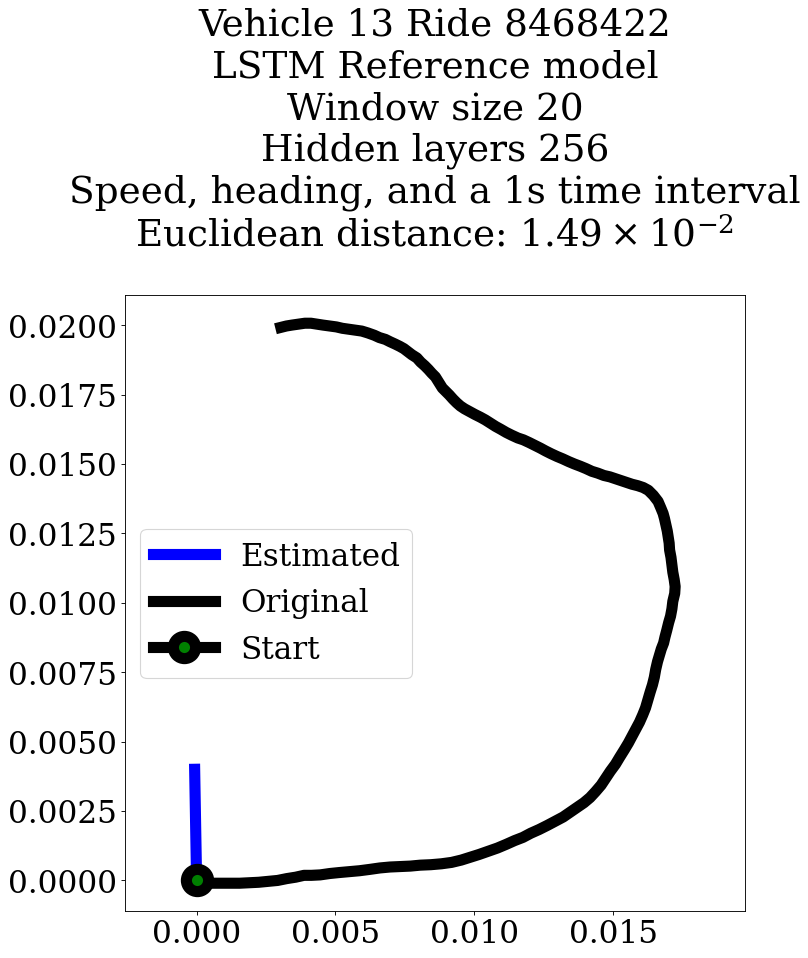 Vehicle 13 Ride 8468422
LSTM Reference model
Window size 20
Hidden layers 256
Speed, heading, and a 1s time interval
Euclidean distance: 1.49 × 10⁻²
0.0200
0.0175
0.0150
0.0125
0.0100
0.0075
0.0050
0.0025
0.0000
Estimated
Original
Start
0.000 0.005 0.010 0.015